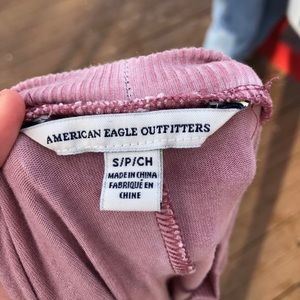 AMERICAN EAGLE OUTFITTERS
S/P/CH
MADE IN CHINA
FABRIQUÉ EN
CHINE